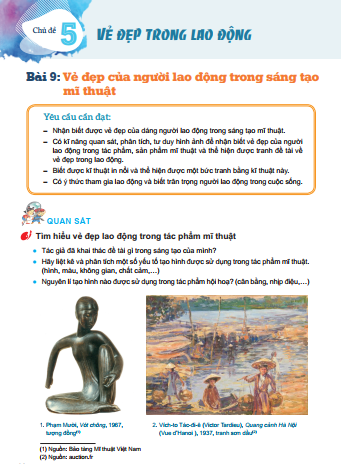 Chủ đề
5
VẺ ĐẸP TRONG LAO ĐỘNG
Bài 9: Vẻ đẹp của người lao động trong sáng tạo
mĩ thuật
Yêu cầu cần đạt:
– Nhận biết được vẻ đẹp của dáng người lao động trong sáng tạo mĩ thuật.
– Có kĩ năng quan sát, phân tích, tư duy hình ảnh để nhận biết vẻ đẹp của người
lao động trong tác phẩm, sản phẩm mĩ thuật và thể hiện được tranh đề tài về
vẻ đẹp trong lao động.
– Biết được kĩ thuật in nổi và thể hiện được một bức tranh bằng kĩ thuật này.
– Có ý thức tham gia lao động và biết trân trọng người lao động trong cuộc sống.
QUAN SÁT
Tìm hiểu vẻ đẹp lao động trong tác phẩm mĩ thuật
• Tác giả đã khai thác đề tài gì trong sáng tạo của mình?
• Hãy liệt kê và phân tích một số yếu tố tạo hình được sử dụng trong tác phẩm mĩ thuật.
(hình, màu, không gian, chất cảm,…)
• Nguyên lí tạo hình nào được sử dụng trong tác phẩm hội hoạ? (cân bằng, nhịp điệu,…)
1. Phạm Mười, Vót chông, 1967,
tượng đồng(1)
2. Vích-to Tác-đi-ê (Victor Tardieu), Quang cảnh Hà Nội
(Vue d'Hanoi ), 1937, tranh sơn dầu(2)
(1) Nguồn: Bảo tàng Mĩ thuật Việt Nam
(2) Nguồn: auction.fr